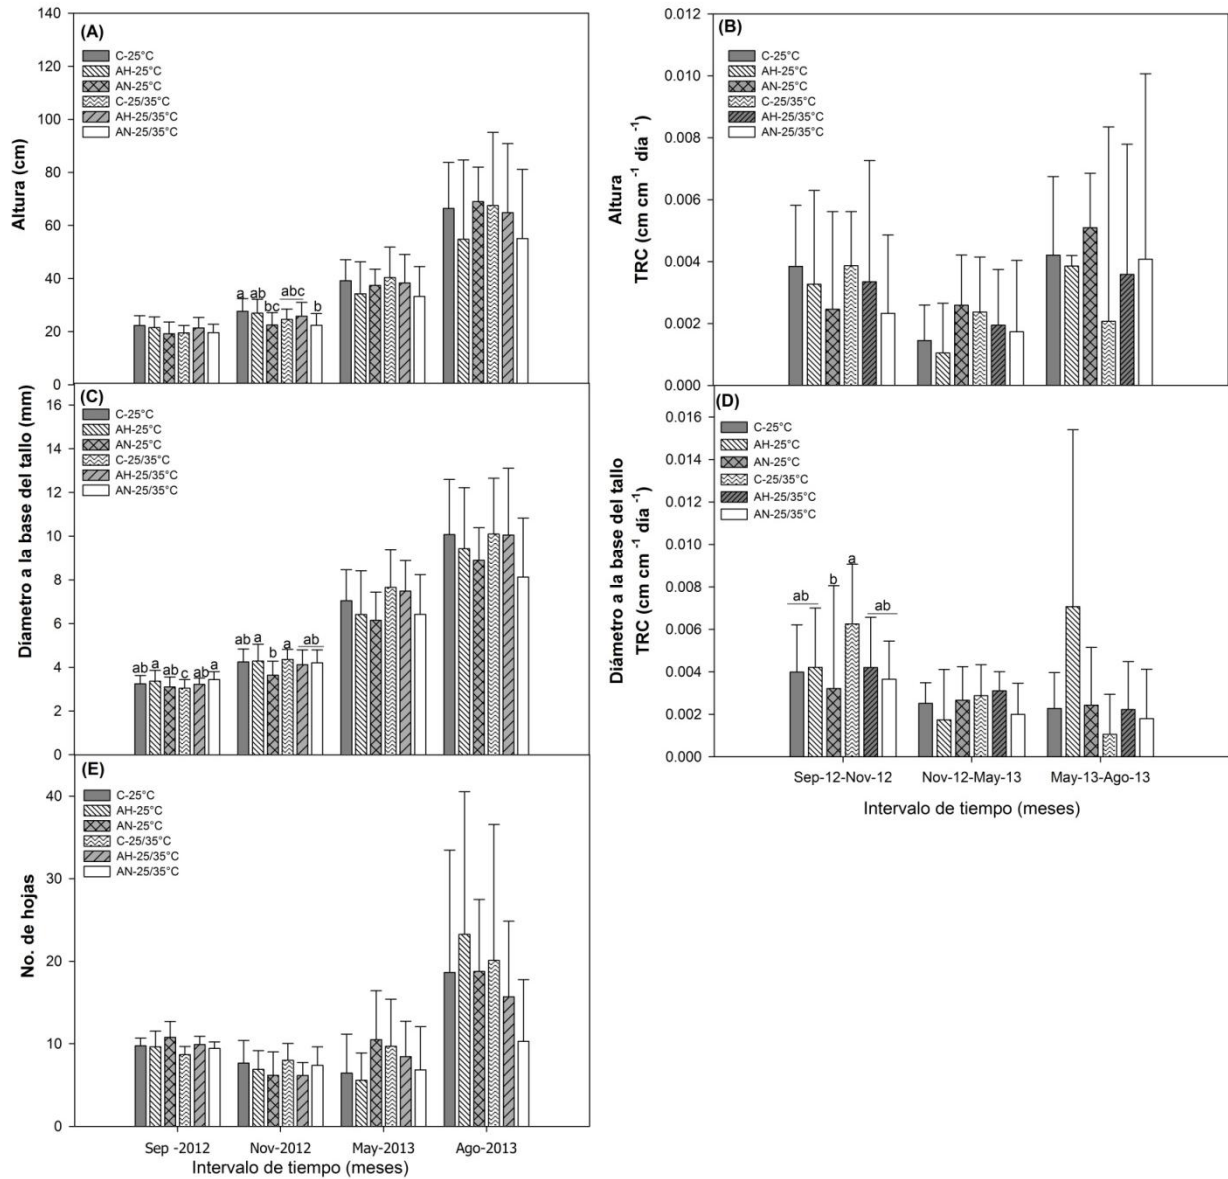 (A)
C-25°C
AH-25°C
AN-25°C
C-25/35°C
AH-25/35°C
AN-25/35°C
Altura (cm)
140
120
100
80
60
40
20
0
a ab bc abc b
(B)
C-25°C
AH-25°C
AN-25°C
C-25/35°C
AH-25/35°C
AN-25/35°C
Altura
TRC (cm cm -1 día -1)
0.012
0.010
0.008
0.006
0.004
0.002
0.000
(C)
C-25°C
AH-25°C
AN-25°C
C-25/35°C
AH-25/35°C
AN-25/35°C
Diametro a la base del tallo (mm)
16
14
12
10
8
6
4
2
0
ab a ab c ab a
ab a b a ab
(D)
C-25°C
AH-25°C
AN-25°C
C-25/35°C
AH-25/35°C
AN-25/35°C
Diámetro a la base del tallo
TRC (cm cm -1 día -1)
0.016
0.014
0.012
0.010
0.008
0.006
0.004
0.002
0.000
ab b a ab
Sep-12-Nov-12 Nov-12-May-13 May-13-Ago-13
Intervalo de tiempo (meses)
(E)
C-25°C
AH-25°C
AN-25°C
C-25/35°C
AH-25/35°C
AN-25/35°C
No. de hojas
40
30
20
10
0
Sep -2012 Nov-2012 May-2013 Ago-2013
Intervalo de tiempo (meses)